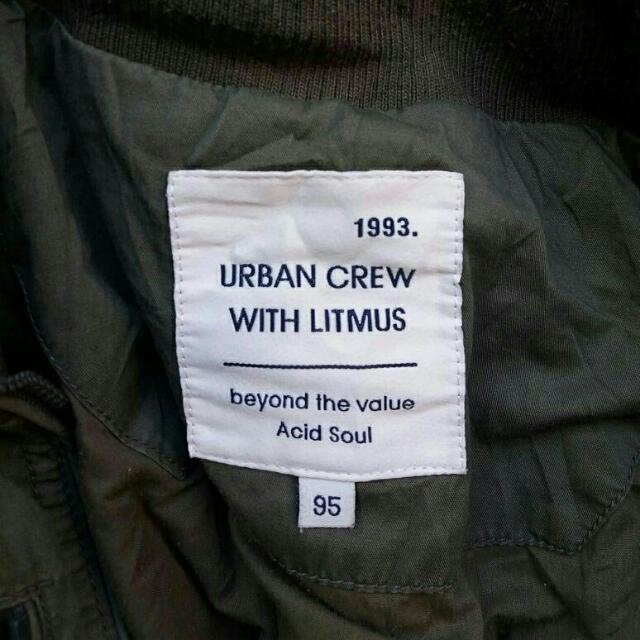 1993.
URBAN CREW
WITH LITMUS
beyond the value
Acid Soul
95